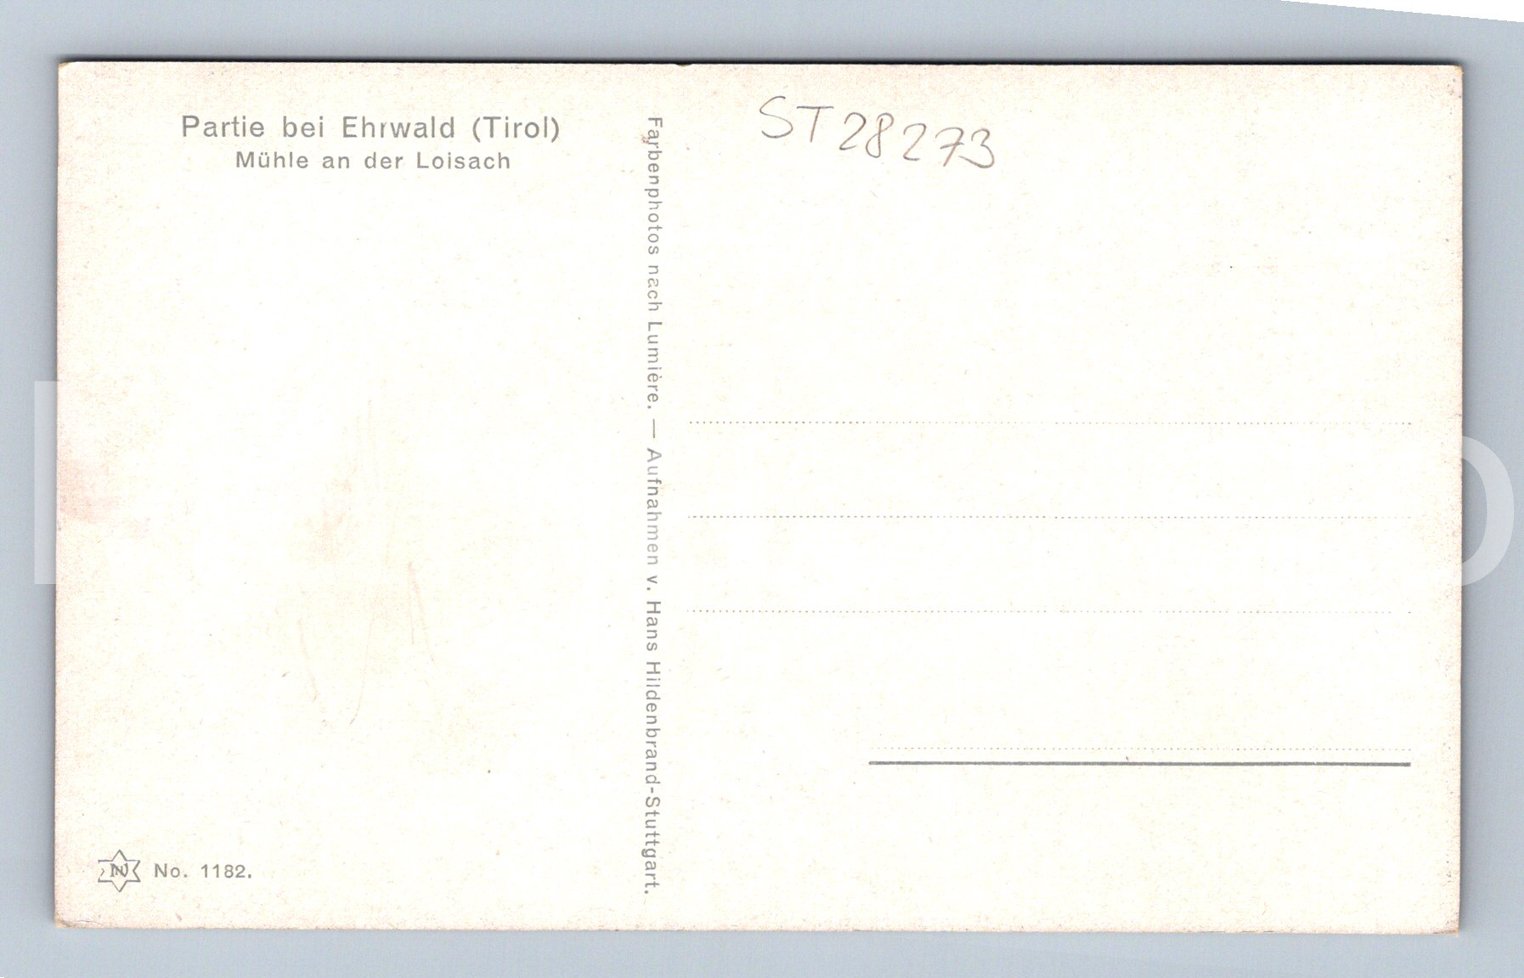 Partie bei Ehrwald (Tirol)
Mühle an der Loisach
Farbenphotos nach Lumière. — Aufnahmen v. Hans Hildenbrand-Stuttgart.
ST28273
No. 1182.